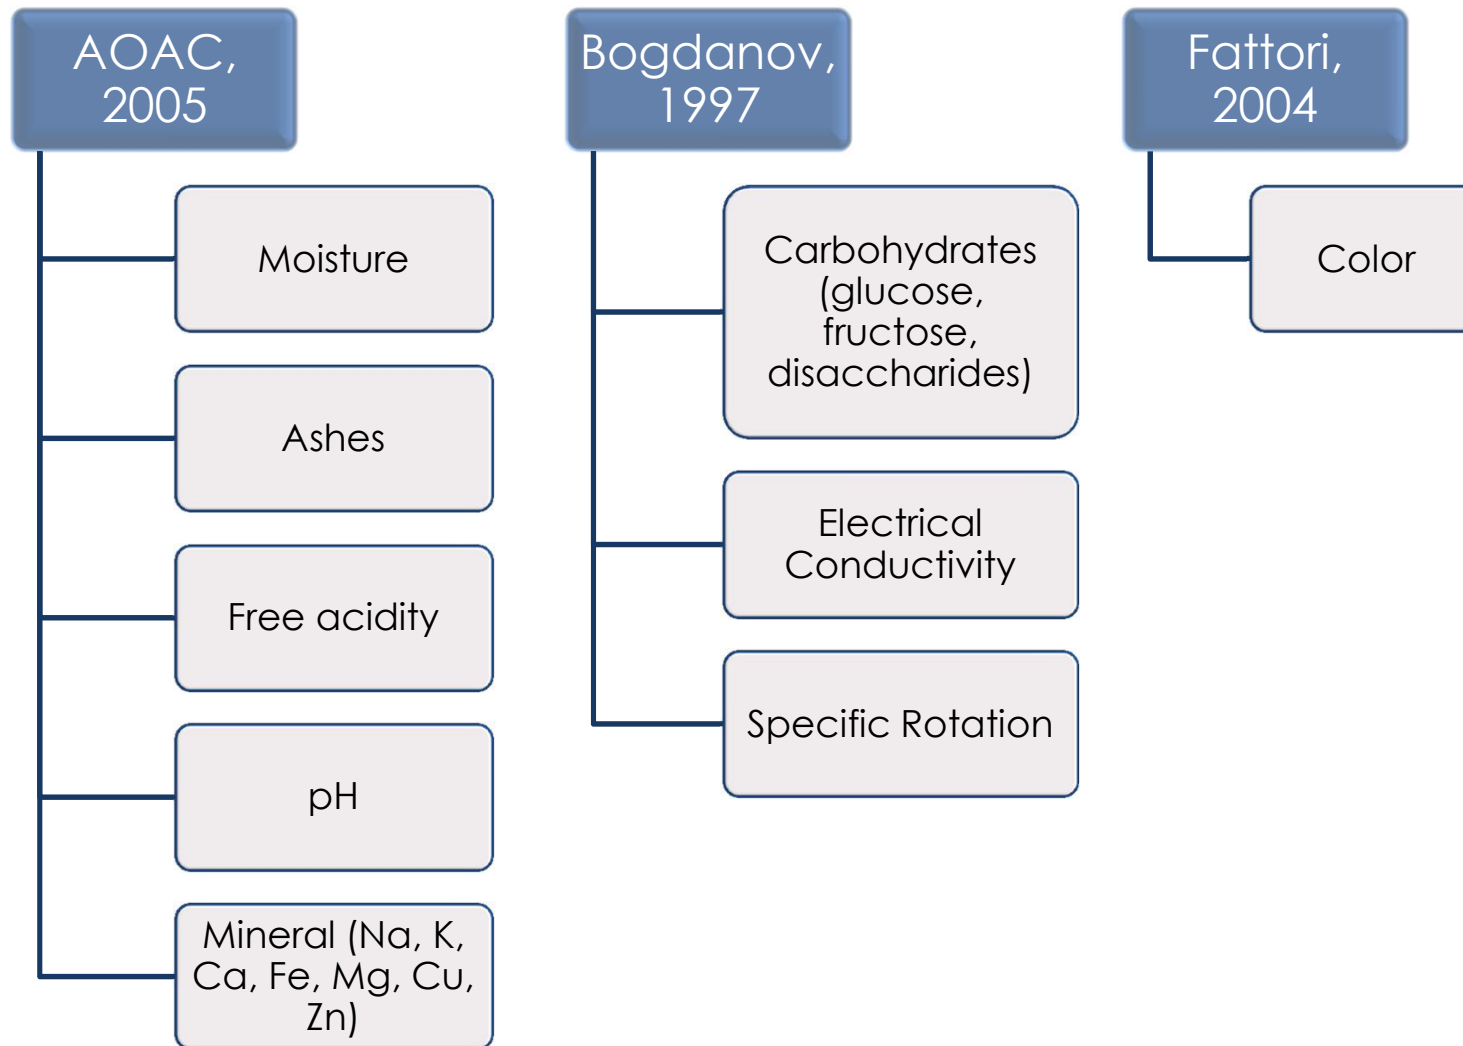 AOAC,
2005
Moisture
Ashes
Free acidity
pH
Mineral (Na, K,
Ca, Fe, Mg, Cu,
Zn)
Bogdanov,
1997
Carbohydrates
(glucose,
fructose,
disaccharides)
Electrical
Conductivity
Specific Rotation
Fattori,
2004
Color